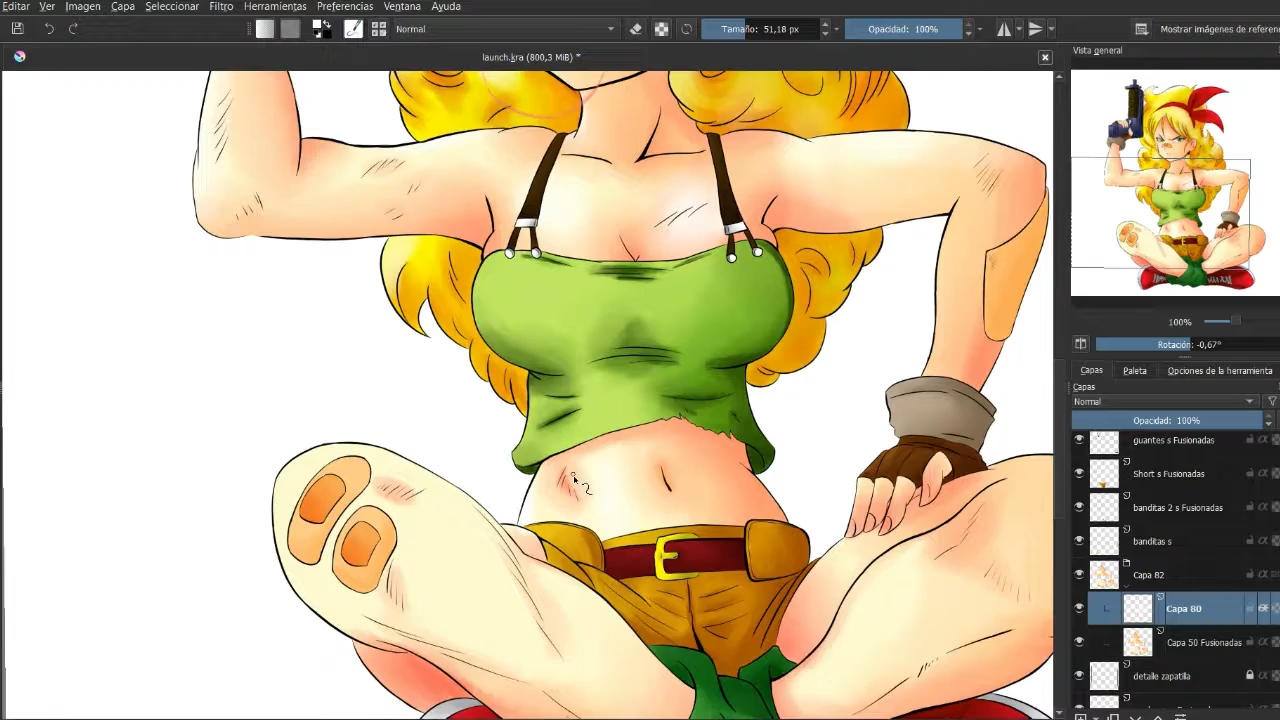 Editar Ver Imagen Capa Seleccionar Filtro Herramientas Preferencias Ventana Ayuda
Normal Tamaño: 51,18 px Opacidad: 100% Mostrar imágenes de referencia
launch.kra (800,3 MiB) *
Vista general
100%
Rotación: -0,67°
Capas Paleta Opciones de la herramienta
Capas
Normal
Opacidad: 100%
guantes s Fusionadas
Short s Fusionadas
banditas 2 s Fusionadas
banditas s
Capa 82
Capa 80
Capa 50 Fusionadas
detaile zapatilla